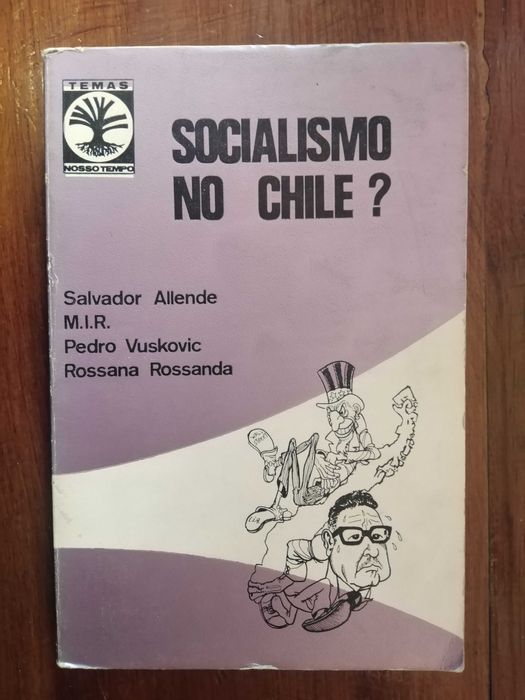 TEMAS
NOSSO TEMPO
SOCIALISMO
NO CHILE ?
Salvador Allende
M.I.R.
Pedro Vuskovic
Rossana Rossanda